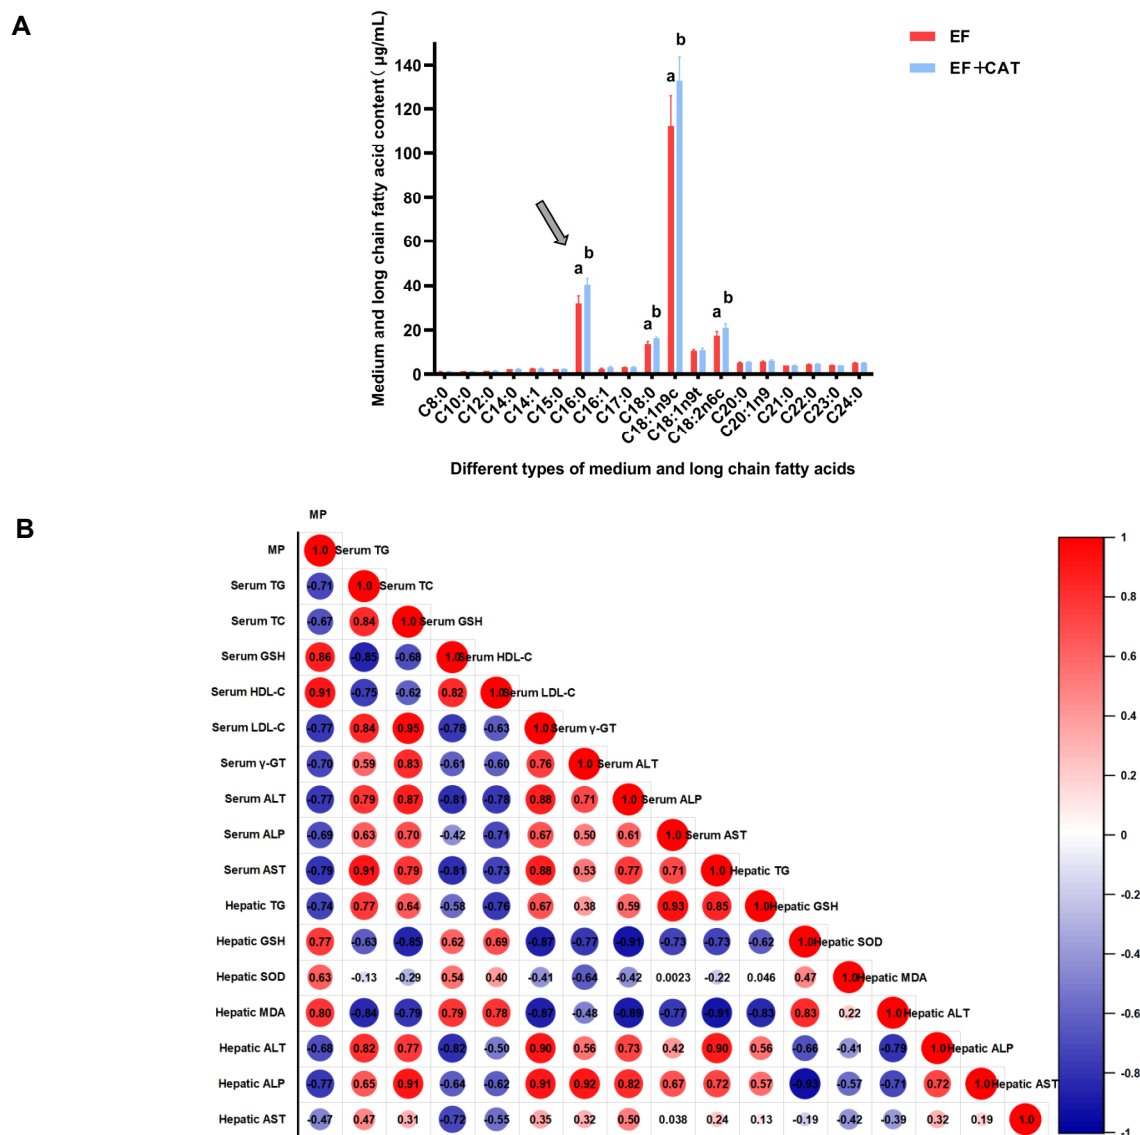 A
Medium and long chain fatty acid content( μg/mL)
140
120
100
80
60
40
20
0
a
b
a
b
a
b
a
b
EF
EF+CAT
C8:0
C10:0
C12:0
C14:0
C14:1
C15:0
C16:0
C16:1
C17:0
C18:0
C18:1n9c
C18:1n9t
C18:2n6c
C20:0
C20:1n9
C21:0
C22:0
C23:0
C24:0
Different types of medium and long chain fatty acids
B
MP
MP 1.0 Serum TG
Serum TG -0.71 1.0 Serum TC
Serum TC -0.67 0.84 1.0 Serum GSH
Serum GSH 0.86 -0.85 -0.68 1.0 Serum HDL-C
Serum HDL-C 0.91 -0.75 -0.62 0.82 1.0 Serum LDL-C
Serum LDL-C -0.77 0.84 0.95 -0.78 -0.63 1.0 Serum γ-GT
Serum γ-GT -0.70 0.59 0.83 -0.61 -0.60 0.76 1.0 Serum ALT
Serum ALT -0.77 0.79 0.87 -0.81 -0.78 0.88 0.71 1.0 Serum ALP
Serum ALP -0.69 0.63 0.70 -0.42 -0.71 0.67 0.50 0.61 1.0 Serum AST
Serum AST -0.79 0.91 0.79 -0.81 -0.73 0.88 0.53 0.77 0.71 1.0 Hepatic TG
Hepatic TG -0.74 0.77 0.64 -0.58 -0.76 0.67 0.38 0.59 0.93 0.85 1.0 Hepatic GSH
Hepatic GSH 0.77 -0.63 -0.85 0.62 0.69 -0.87 -0.77 -0.91 -0.73 -0.73 -0.62 1.0 Hepatic SOD
Hepatic SOD 0.63 -0.13 -0.29 0.54 0.40 -0.41 -0.64 -0.42 0.0023 -0.22 0.046 0.47 1.0 Hepatic MDA
Hepatic MDA 0.80 -0.84 -0.79 0.79 0.78 -0.87 -0.48 -0.89 -0.77 -0.91 -0.83 0.83 0.22 1.0 Hepatic ALT
Hepatic ALT -0.68 0.82 0.77 -0.82 -0.50 0.90 0.56 0.73 0.42 0.90 0.56 -0.66 -0.41 -0.79 1.0 Hepatic ALP
Hepatic ALP -0.77 0.65 0.91 -0.64 -0.62 0.91 0.92 0.82 0.67 0.72 0.57 -0.93 -0.57 -0.71 0.72 1.0 Hepatic AST
Hepatic AST -0.47 0.47 0.31 -0.72 -0.55 0.35 0.32 0.50 0.038 0.24 0.13 -0.19 -0.42 -0.39 0.32 0.19 1.0
1
0.8
0.6
0.4
0.2
0
-0.2
-0.4
-0.6
-0.8
-1